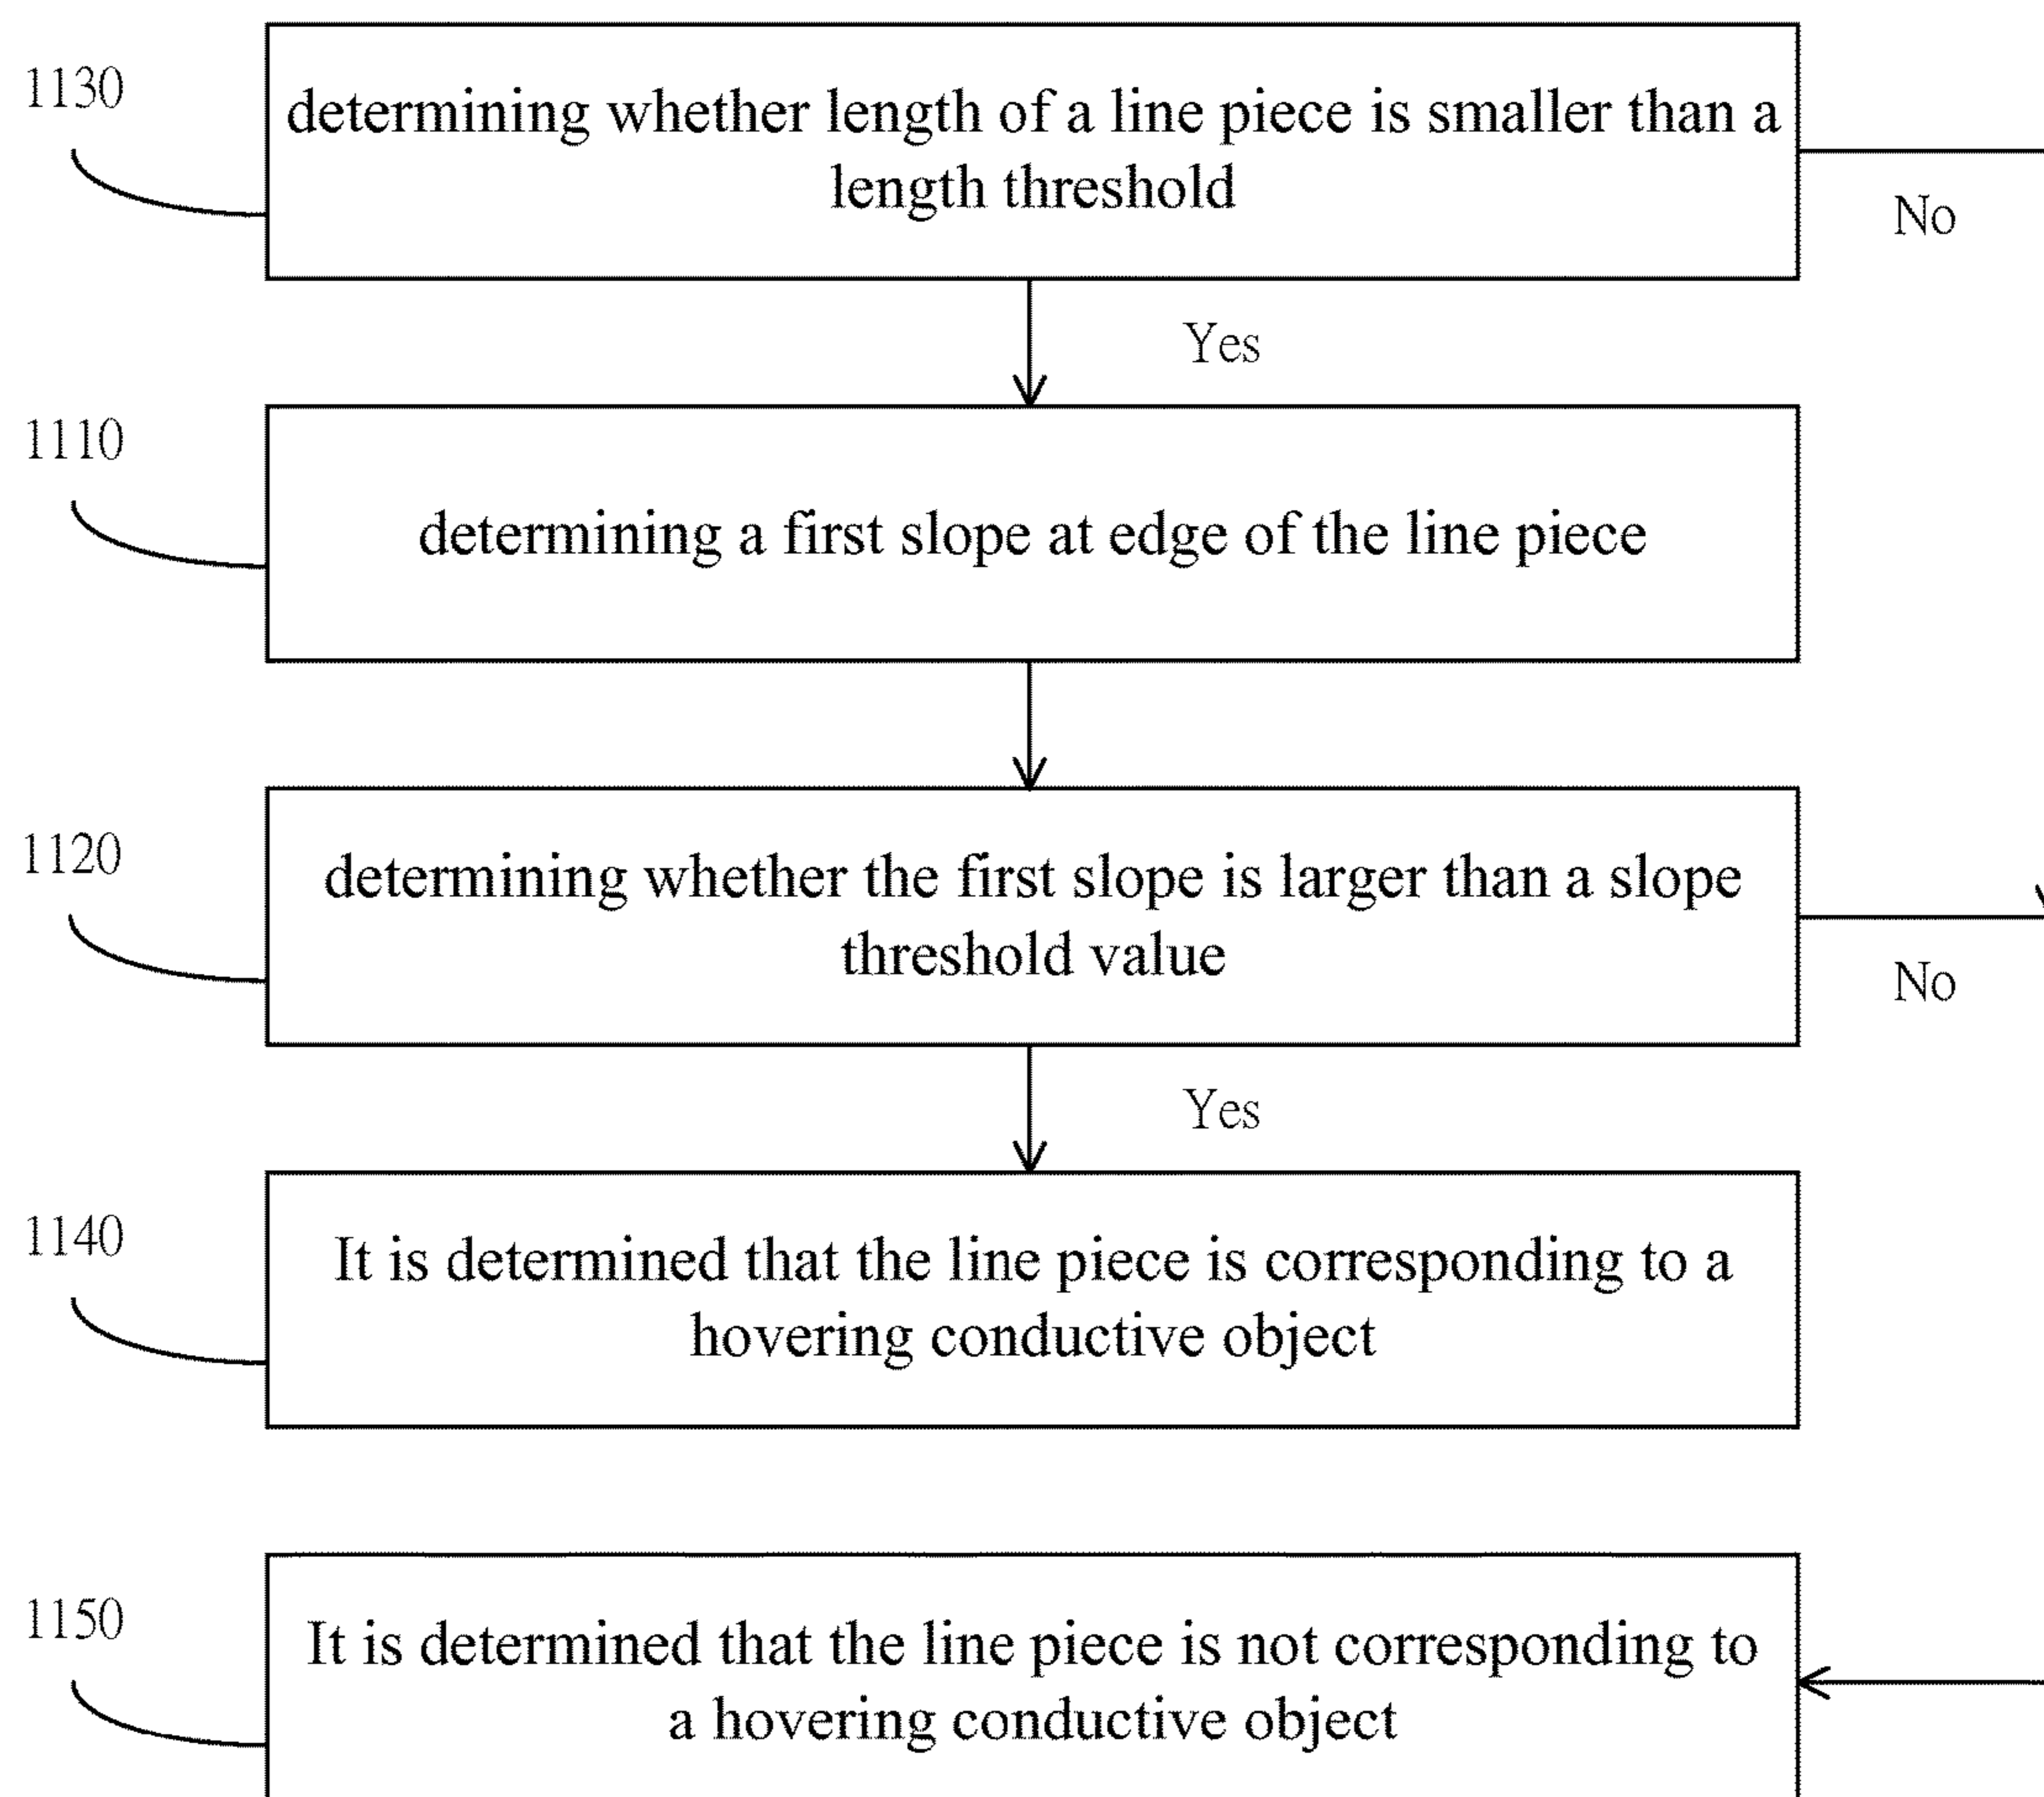 1130
determining whether length of a line piece is smaller than a
length threshold
No
Yes
1110
determining a first slope at edge of the line piece
1120
determining whether the first slope is larger than a slope
threshold value
No
Yes
1140
It is determined that the line piece is corresponding to a
hovering conductive object
1150
It is determined that the line piece is not corresponding to
a hovering conductive object